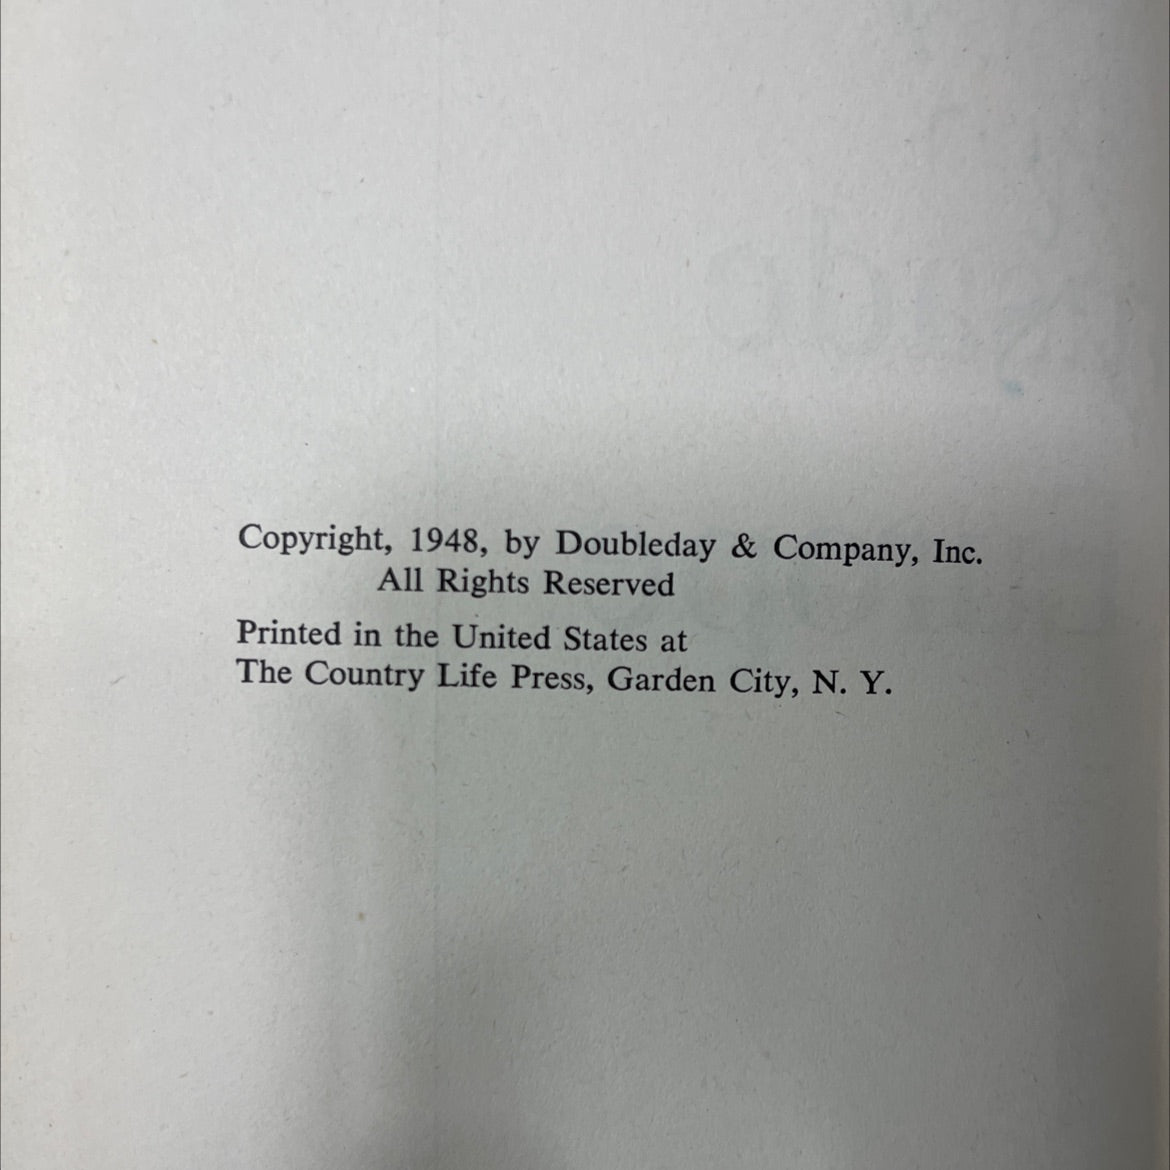 Copyright, 1948, by Doubleday & Company, Inc.
All Rights Reserved
Printed in the United States at
The Country Life Press, Garden City, N. Y.